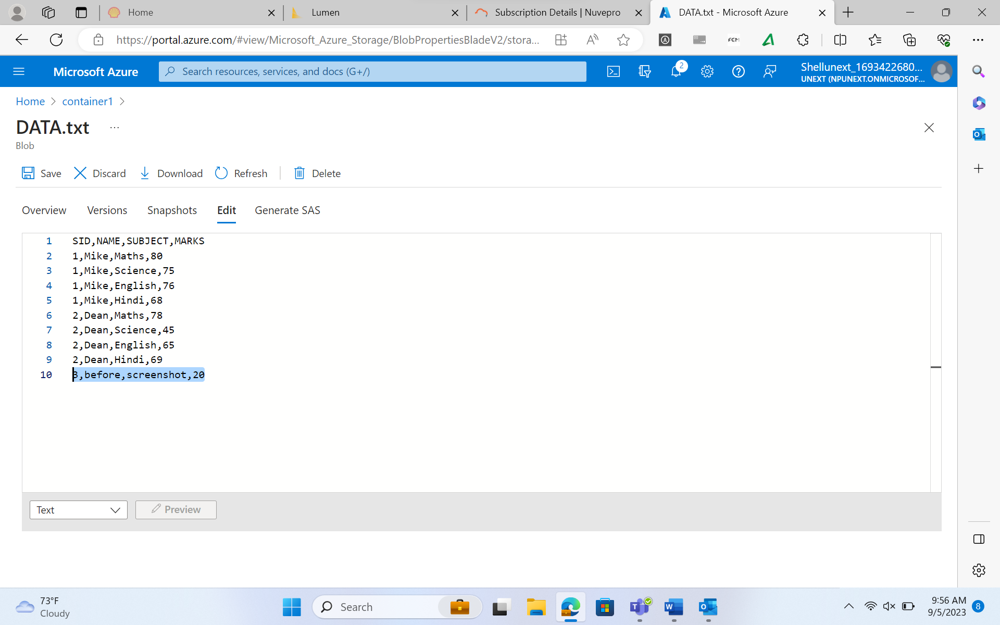 Home
Lumen
Subscription Details | Nuvepro
DATA.txt - Microsoft Azure
https://portal.azure.com/#view/Microsoft_Azure_Storage/BlobPropertiesBladeV2/stora...
FCM
Microsoft Azure
Search resources, services, and docs (G+/)
2
Shellunext_1693422680...
UNEXT (NPUNEXT.ONMICROSOF...
Home > container1 >
DATA.txt ...
Blob
Save
Discard
Download
Refresh
Delete
Overview
Versions
Snapshots
Edit
Generate SAS
1 SID,NAME,SUBJECT,MARKS
2 1,Mike,Maths,80
3 1,Mike,Science,75
4 1,Mike,English,76
5 1,Mike,Hindi,68
6 2,Dean,Maths,78
7 2,Dean,Science,45
8 2,Dean,English,65
9 2,Dean,Hindi,69
10 3,before,screenshot,20
Text
Preview
73°F
Cloudy
Search
9:56 AM
9/5/2023
8